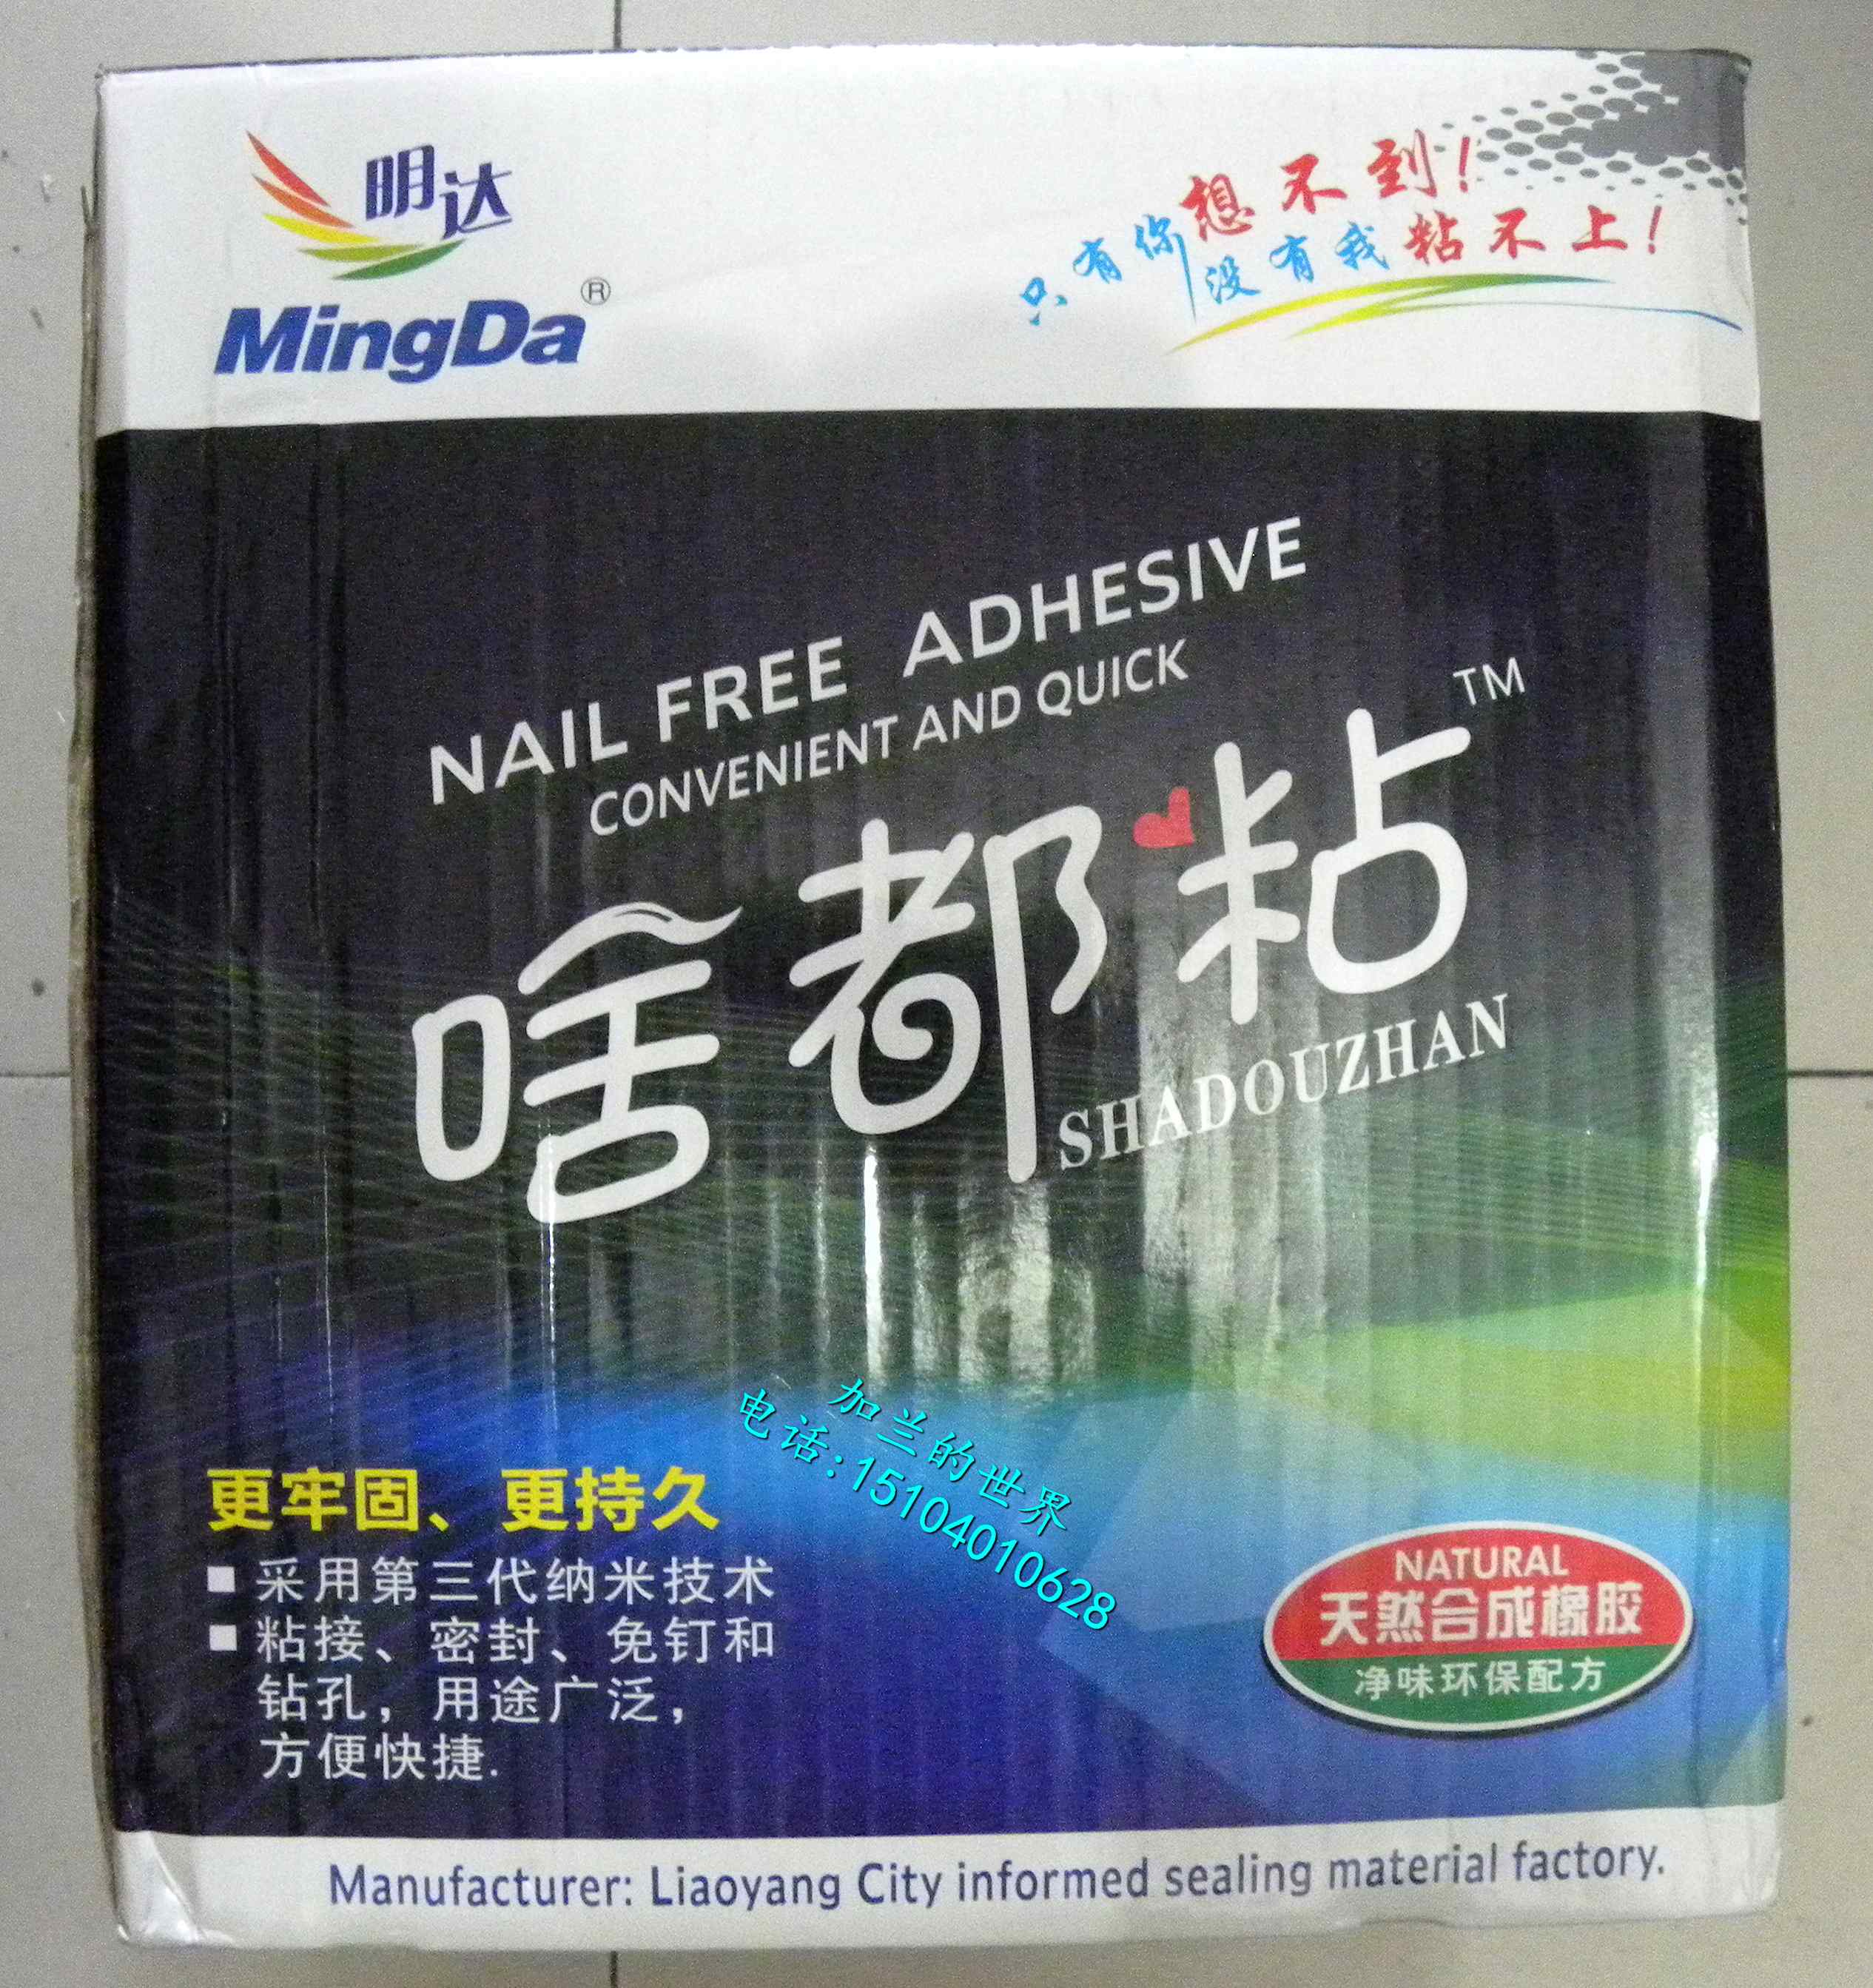 明达
MingDa®
只有你想不到!
没有我粘不上!
NAIL FREE ADHESIVE
CONVENIENT AND QUICK
啥都粘™
SHADOUZHAN
加兰的世界
电话:15104010628
更牢固、更持久
■ 采用第三代纳米技术
■ 粘接、密封、免钉和
钻孔，用途广泛，
方便快捷.
NATURAL
天然合成橡胶
净味环保配方
Manufacturer: Liaoyang City informed sealing material factory.